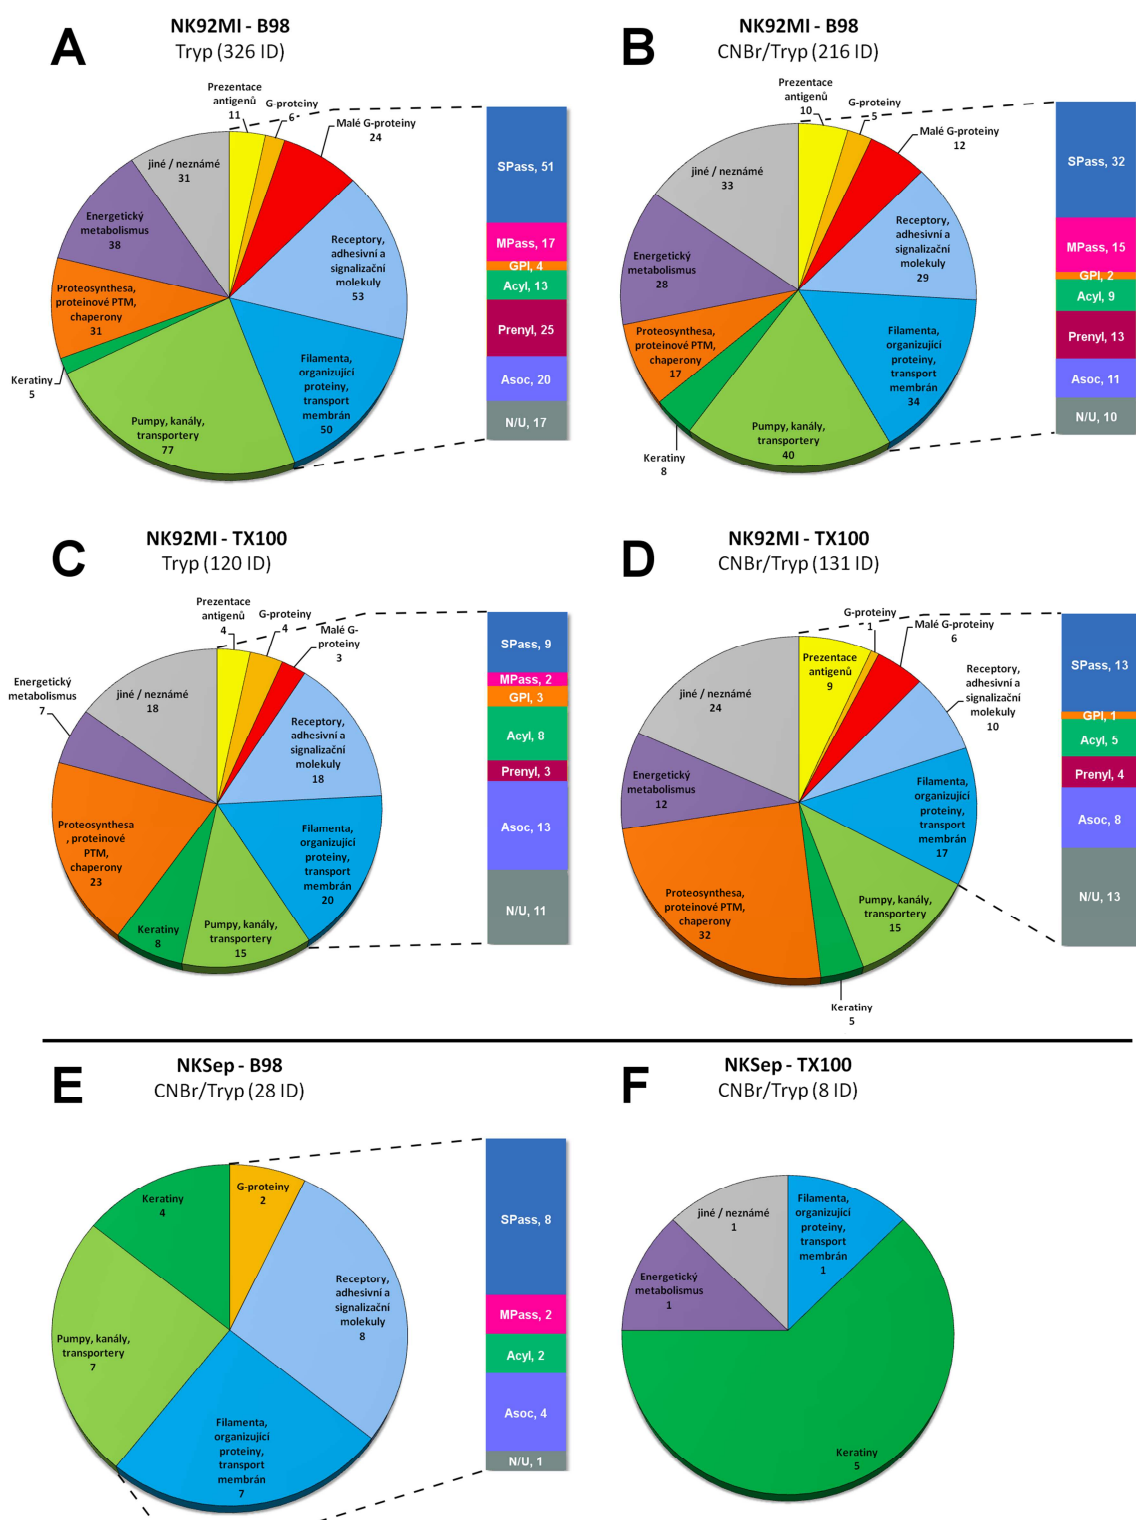 A
NK92MI - B98
Tryp (326 ID)
Prezentace
antigenů
11
G-proteiny
6
Malé G-proteiny
24
Receptory,
adhesivní a
signalizační
molekuly
53
Filamenta,
organizující
proteiny,
transport
membrán
50
Pumpy, kanály,
transportery
77
Keratiny
5
Proteosynthesa,
proteinové PTM,
chaperony
31
Energetický
metabolismus
38
jiné / neznámé
31
SPass, 51
MPass, 17
GPI, 4
Acyl, 13
Prenyl, 25
Asoc, 20
N/U, 17
B
NK92MI - B98
CNBr/Tryp (216 ID)
Prezentace
antigenů
10
G-proteiny
5
Malé G-proteiny
12
Receptory,
adhesivní a
signalizační
molekuly
29
Filamenta,
organizující
proteiny,
transport
membrán
34
Pumpy, kanály,
transportery
40
Keratiny
8
Proteosynthesa,
proteinové PTM,
chaperony
17
Energetický
metabolismus
28
jiné / neznámé
33
SPass, 32
MPass, 15
GPI, 2
Acyl, 9
Prenyl, 13
Asoc, 11
N/U, 10
C
NK92MI - TX100
Tryp (120 ID)
Prezentace
antigenů
4
G-proteiny
4
Malé G-
proteiny
3
Receptory,
adhesivní a
signalizační
molekuly
18
Filamenta,
organizující
proteiny,
transport
membrán
20
Pumpy, kanály,
transportery
15
Keratiny
8
Proteosynthesa
, proteinové
PTM,
chaperony
23
Energetický
metabolismus
7
jiné / neznámé
18
SPass, 9
MPass, 2
GPI, 3
Acyl, 8
Prenyl, 3
Asoc, 13
N/U, 11
D
NK92MI - TX100
CNBr/Tryp (131 ID)
Prezentace
antigenů
9
G-proteiny
1
Malé G-proteiny
6
Receptory,
adhesivní a
signalizační
molekuly
10
Filamenta,
organizující
proteiny,
transport
membrán
17
Pumpy, kanály,
transportery
15
Keratiny
5
Proteosynthesa,
proteinové PTM,
chaperony
32
Energetický
metabolismus
12
jiné / neznámé
24
SPass, 13
GPI, 1
Acyl, 5
Prenyl, 4
Asoc, 8
N/U, 13
E
NKSep - B98
CNBr/Tryp (28 ID)
G-proteiny
2
Receptory,
adhesivní a
signalizační
molekuly
8
Filamenta,
organizující
proteiny,
transport
membrán
7
Pumpy, kanály,
transportery
7
Keratiny
4
SPass, 8
MPass, 2
Acyl, 2
Asoc, 4
N/U, 1
F
NKSep - TX100
CNBr/Tryp (8 ID)
Filamenta,
organizující
proteiny,
transport
membrán
1
Keratiny
5
Energetický
metabolismus
1
jiné / neznámé
1